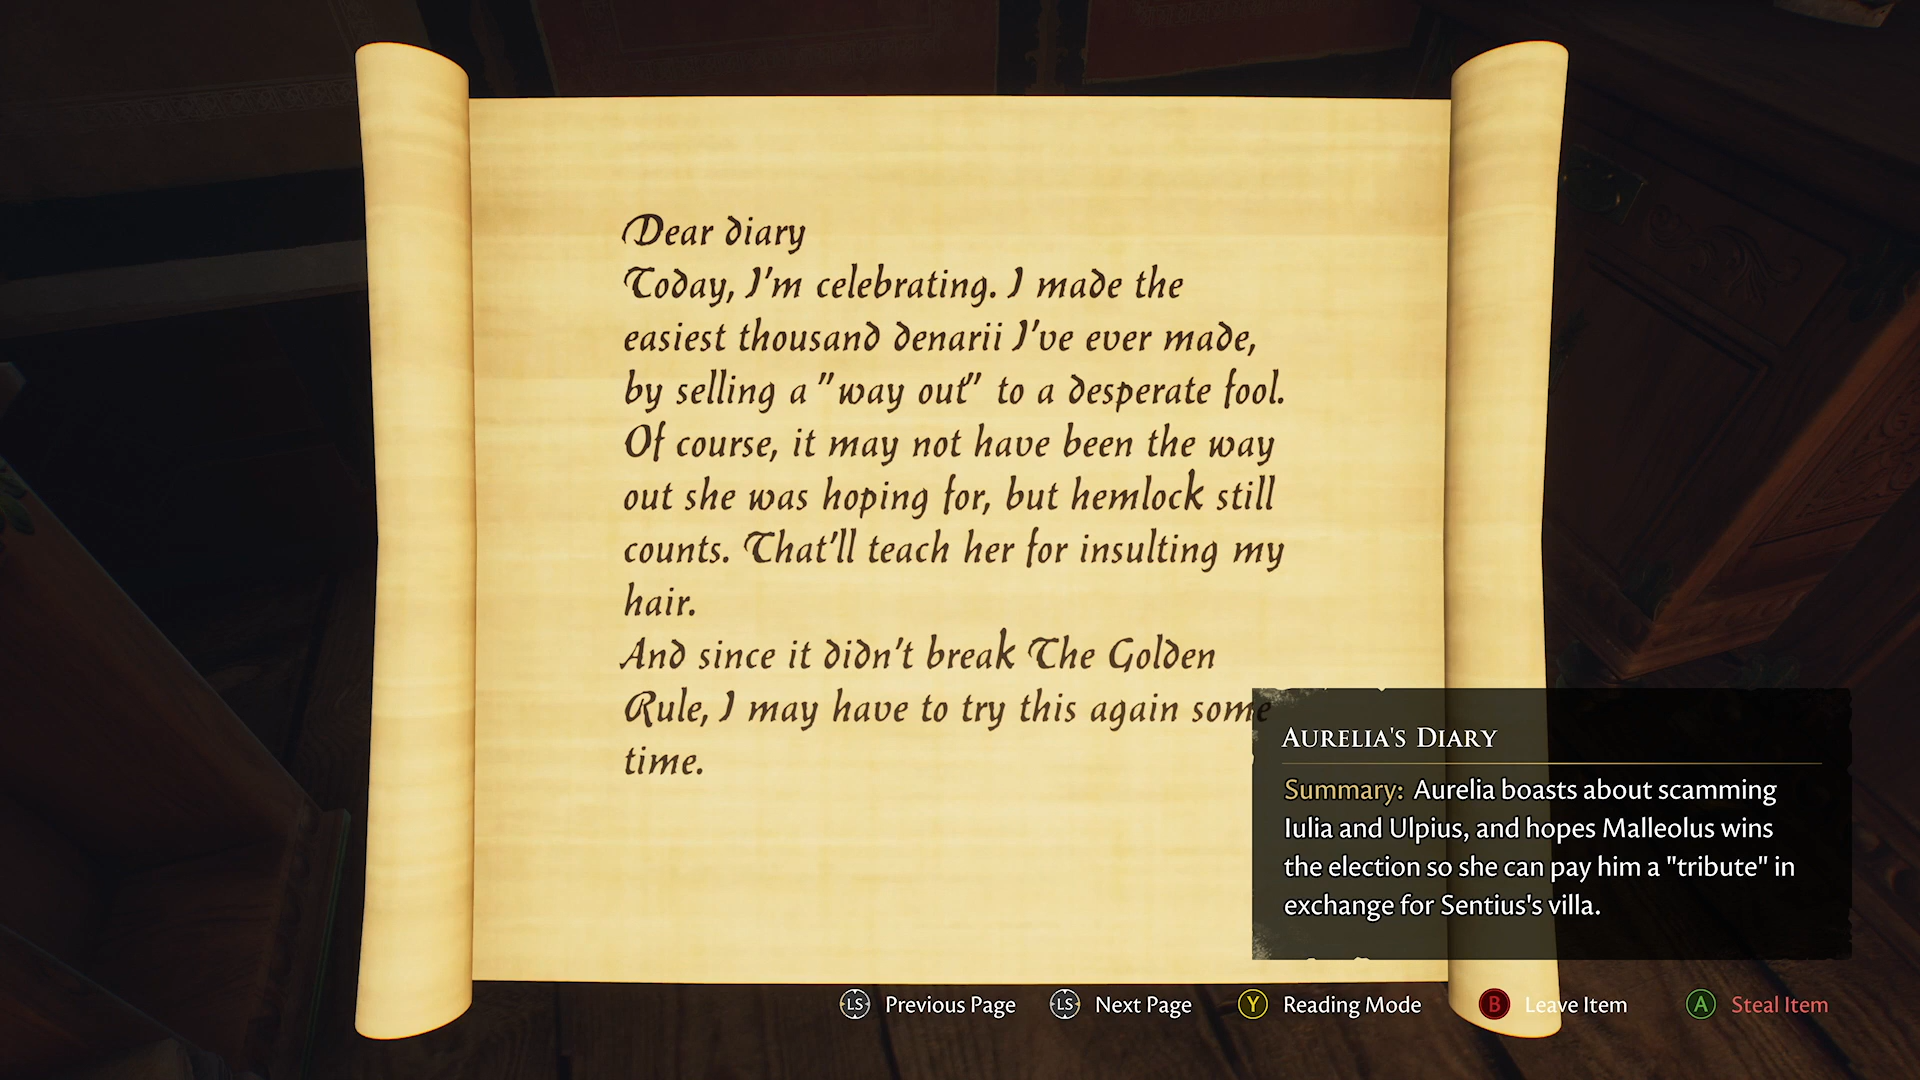 Dear diary
Today, I'm celebrating. I made the
easiest thousand denarii I've ever made,
by selling a "way out" to a desperate fool.
Of course, it may not have been the way
out she was hoping for, but hemlock still
counts. That'll teach her for insulting my
hair.
And since it didn't break The Golden
Rule, I may have to try this again some
time.
AURELIA'S DIARY
Summary: Aurelia boasts about scamming
Iulia and Ulpius, and hopes Malleolus wins
the election so she can pay him a "tribute" in
exchange for Sentius's villa.
LS Previous Page LS Next Page Y Reading Mode B Leave Item A Steal Item